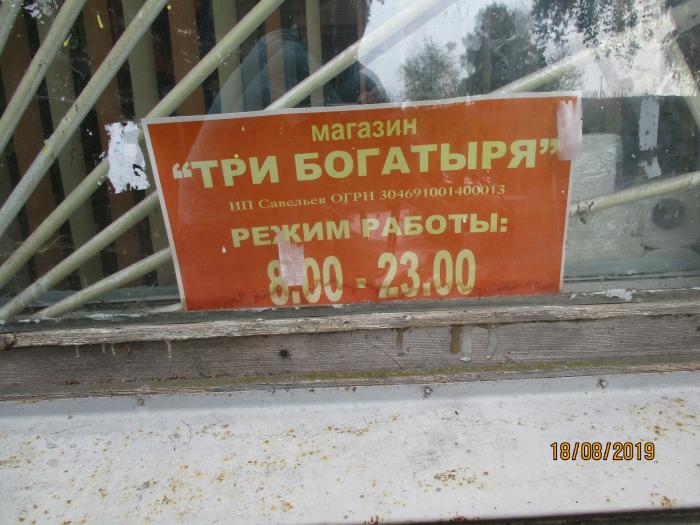 магазин
"ТРИ БОГАТЫРЯ"
ИП Савельев ОГРН 304691001400013
РЕЖИМ РАБОТЫ:
8.00 - 23.00
18/08/2019